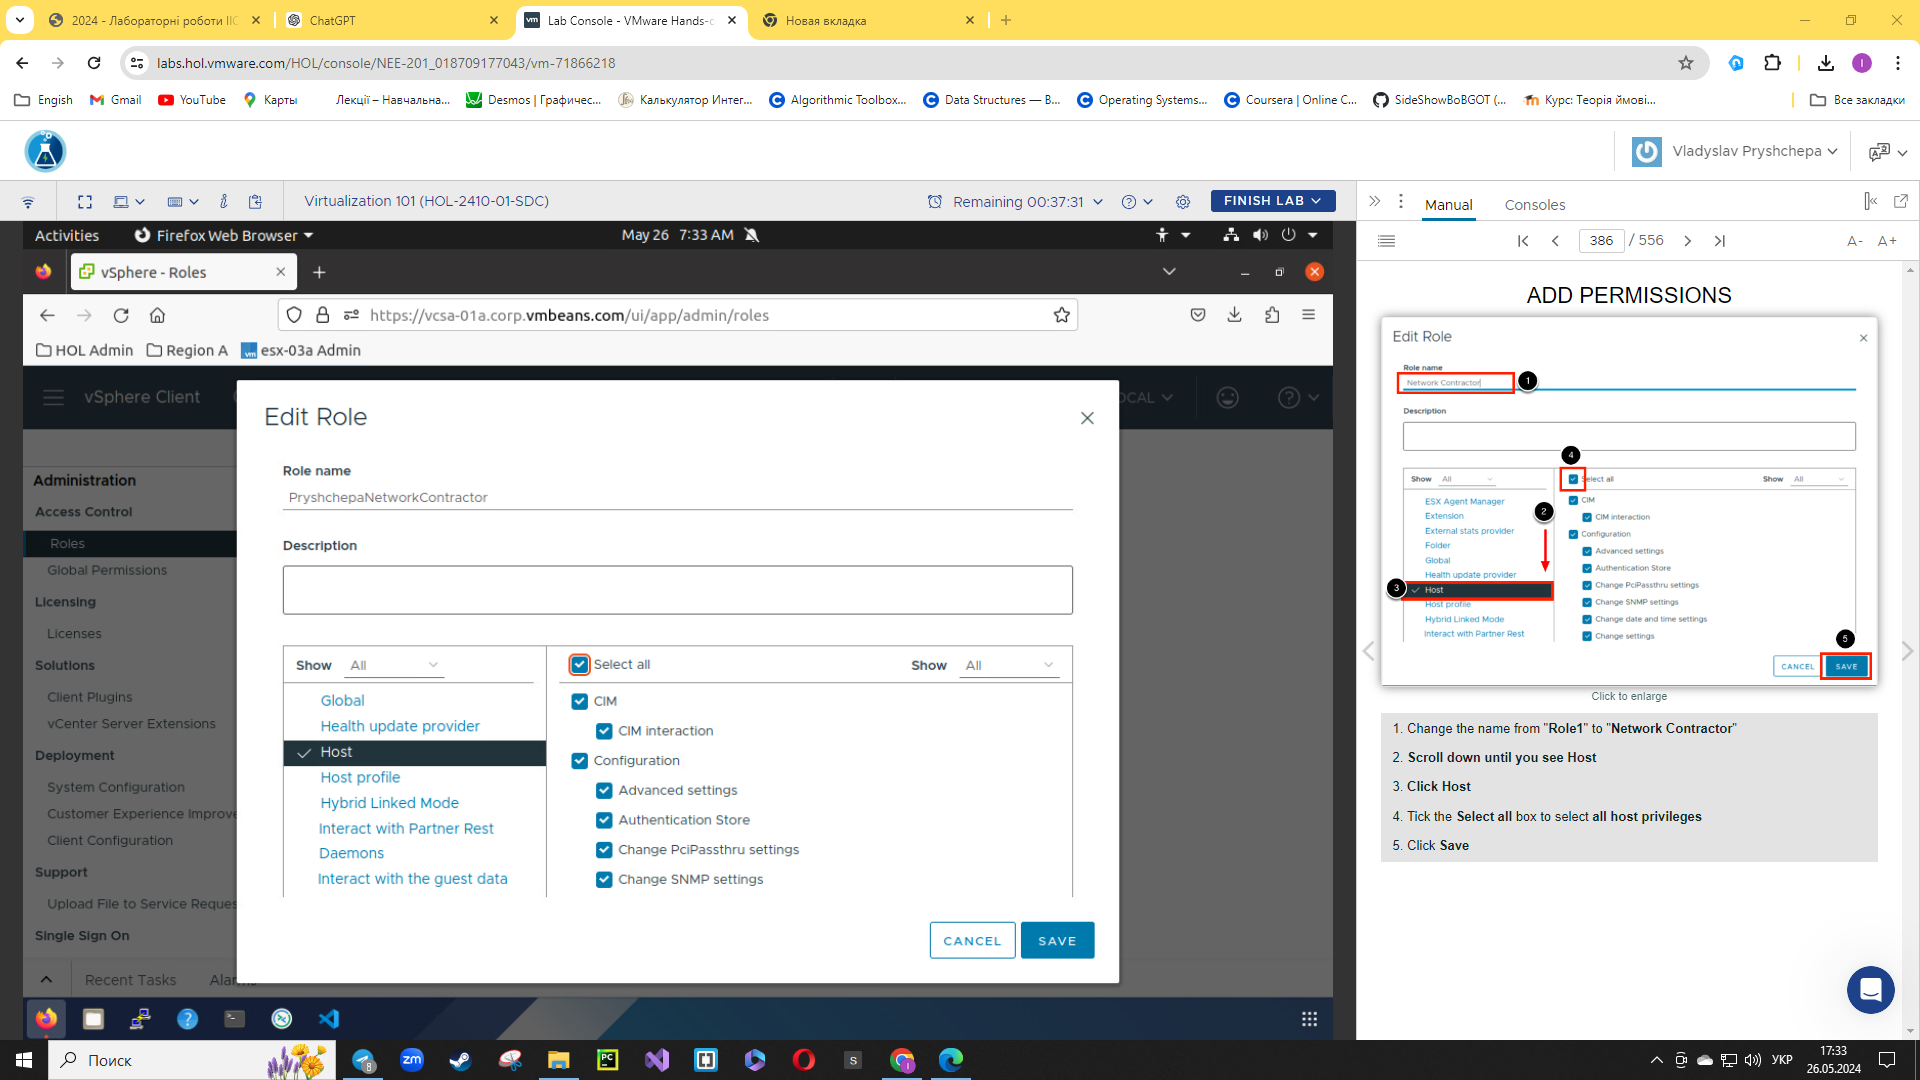 2024 - Лабораторні роботи ІІС
ChatGPT
Lab Console - VMware Hands-o
Новая вкладка
labs.hol.vmware.com/HOL/console/NEE-201_018709177043/vm-71866218
Engish
Gmail
YouTube
Карты
Лекції – Навчальна...
Desmos | Графичес...
Калькулятор Интег...
Algorithmic Toolbox...
Data Structures — В...
Operating Systems...
Coursera | Online C...
SideShowBoBGOT (...
Курс: Теорія ймові...
Все закладки
Vladyslav Pryshchepa
Virtualization 101 (HOL-2410-01-SDC)
Remaining 00:37:31
FINISH LAB
Manual
Consoles
386 / 556
A-
A+
Activities
Firefox Web Browser
May 26 7:33 AM
vSphere - Roles
https://vcsa-01a.corp.vmbeans.com/ui/app/admin/roles
HOL Admin
Region A
esx-03a Admin
vSphere Client
OCAL
Administration
Access Control
Roles
Global Permissions
Licensing
Licenses
Solutions
Client Plugins
vCenter Server Extensions
Deployment
System Configuration
Customer Experience Improve
Client Configuration
Support
Upload File to Service Reques
Single Sign On
Recent Tasks
Alarms
Edit Role
Role name
PryshchepaNetworkContractor
Description
Show All
Global
Health update provider
Host
Host profile
Hybrid Linked Mode
Interact with Partner Rest
Daemons
Interact with the guest data
Select all
Show All
CIM
CIM interaction
Configuration
Advanced settings
Authentication Store
Change PciPassthru settings
Change SNMP settings
CANCEL
SAVE
ADD PERMISSIONS
Edit Role
Role name
Network Contractor
1
Description
4
Show All
Select all
Show All
ESX Agent Manager
Extension
External stats provider
Folder
Global
Health update provider
Host
Host profile
Hybrid Linked Mode
Interact with Partner Rest
2
3
CIM
CIM interaction
Configuration
Advanced settings
Authentication Store
Change PciPassthru settings
Change SNMP settings
Change date and time settings
Change settings
5
CANCEL
SAVE
Click to enlarge
1. Change the name from "Role1" to "Network Contractor"
2. Scroll down until you see Host
3. Click Host
4. Tick the Select all box to select all host privileges
5. Click Save
Поиск
8
zm
PC
S
УКР
17:33
26.05.2024